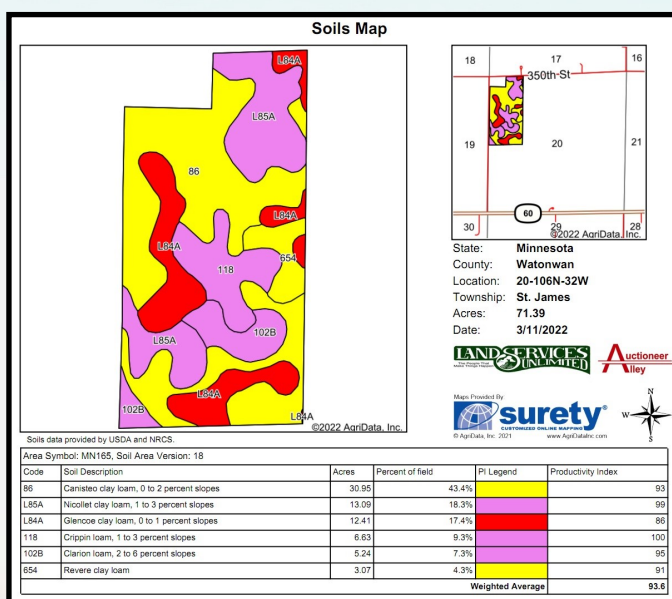 Soils Map
L84A
L85A
86
L84A
L84A
654
118
L85A
102B
L84A
102B
L84A
©2022 AgriData, Inc.
Soils data provided by USDA and NRCS.
18
17
16
350th St
19
20
21
60
30
29
28
©2022 AgriData, Inc.
State: Minnesota
County: Watonwan
Location: 20-106N-32W
Township: St. James
Acres: 71.39
Date: 3/11/2022
LAND SERVICES
UNLIMITED
Auctioneer
Alley
Maps Provided By
surety®
CUSTOMIZED ONLINE MAPPING
© AgriData, Inc. 2021 www.AgriDataInc.com
N
W E
S
Area Symbol: MN165, Soil Area Version: 18
Code Soil Description Acres Percent of field PI Legend Productivity Index
86 Canisteo clay loam, 0 to 2 percent slopes 30.95 43.4% 93
L85A Nicollet clay loam, 1 to 3 percent slopes 13.09 18.3% 99
L84A Glencoe clay loam, 0 to 1 percent slopes 12.41 17.4% 86
118 Crippin loam, 1 to 3 percent slopes 6.63 9.3% 100
102B Clarion loam, 2 to 6 percent slopes 5.24 7.3% 95
654 Revere clay loam 3.07 4.3% 91
Weighted Average 93.6